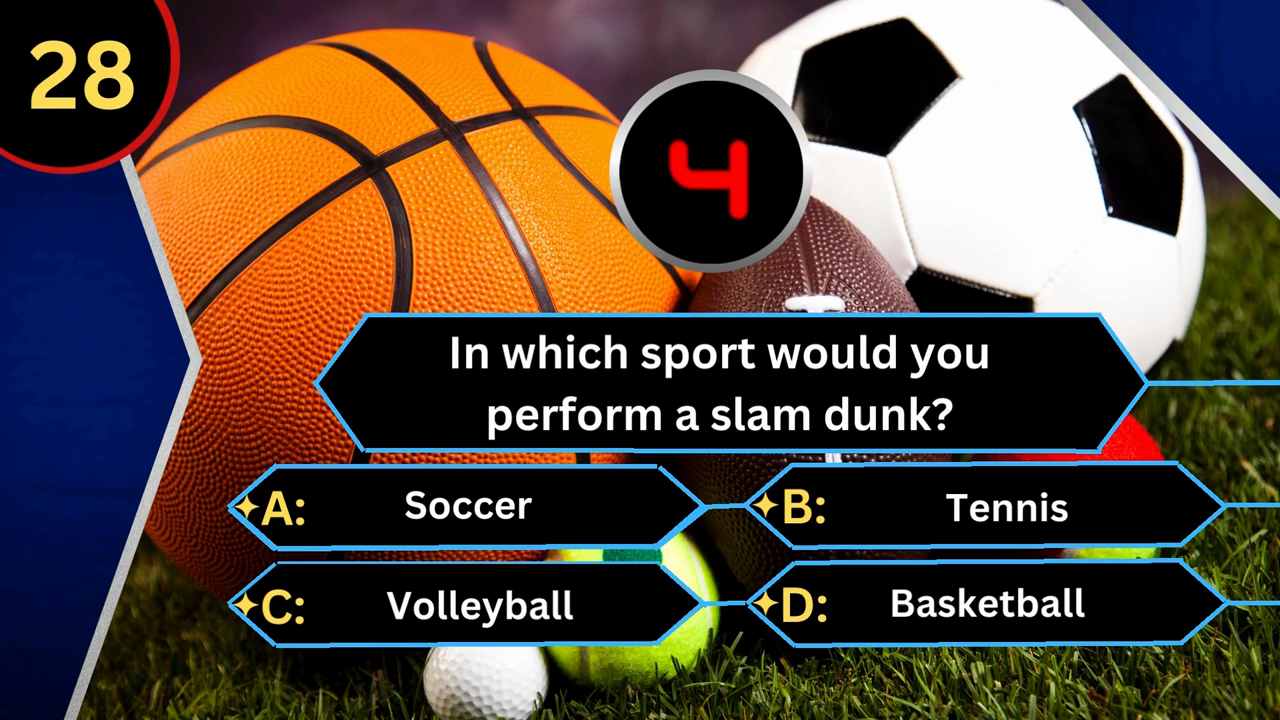 28
4
In which sport would you
perform a slam dunk?
A: Soccer
B: Tennis
C: Volleyball
D: Basketball